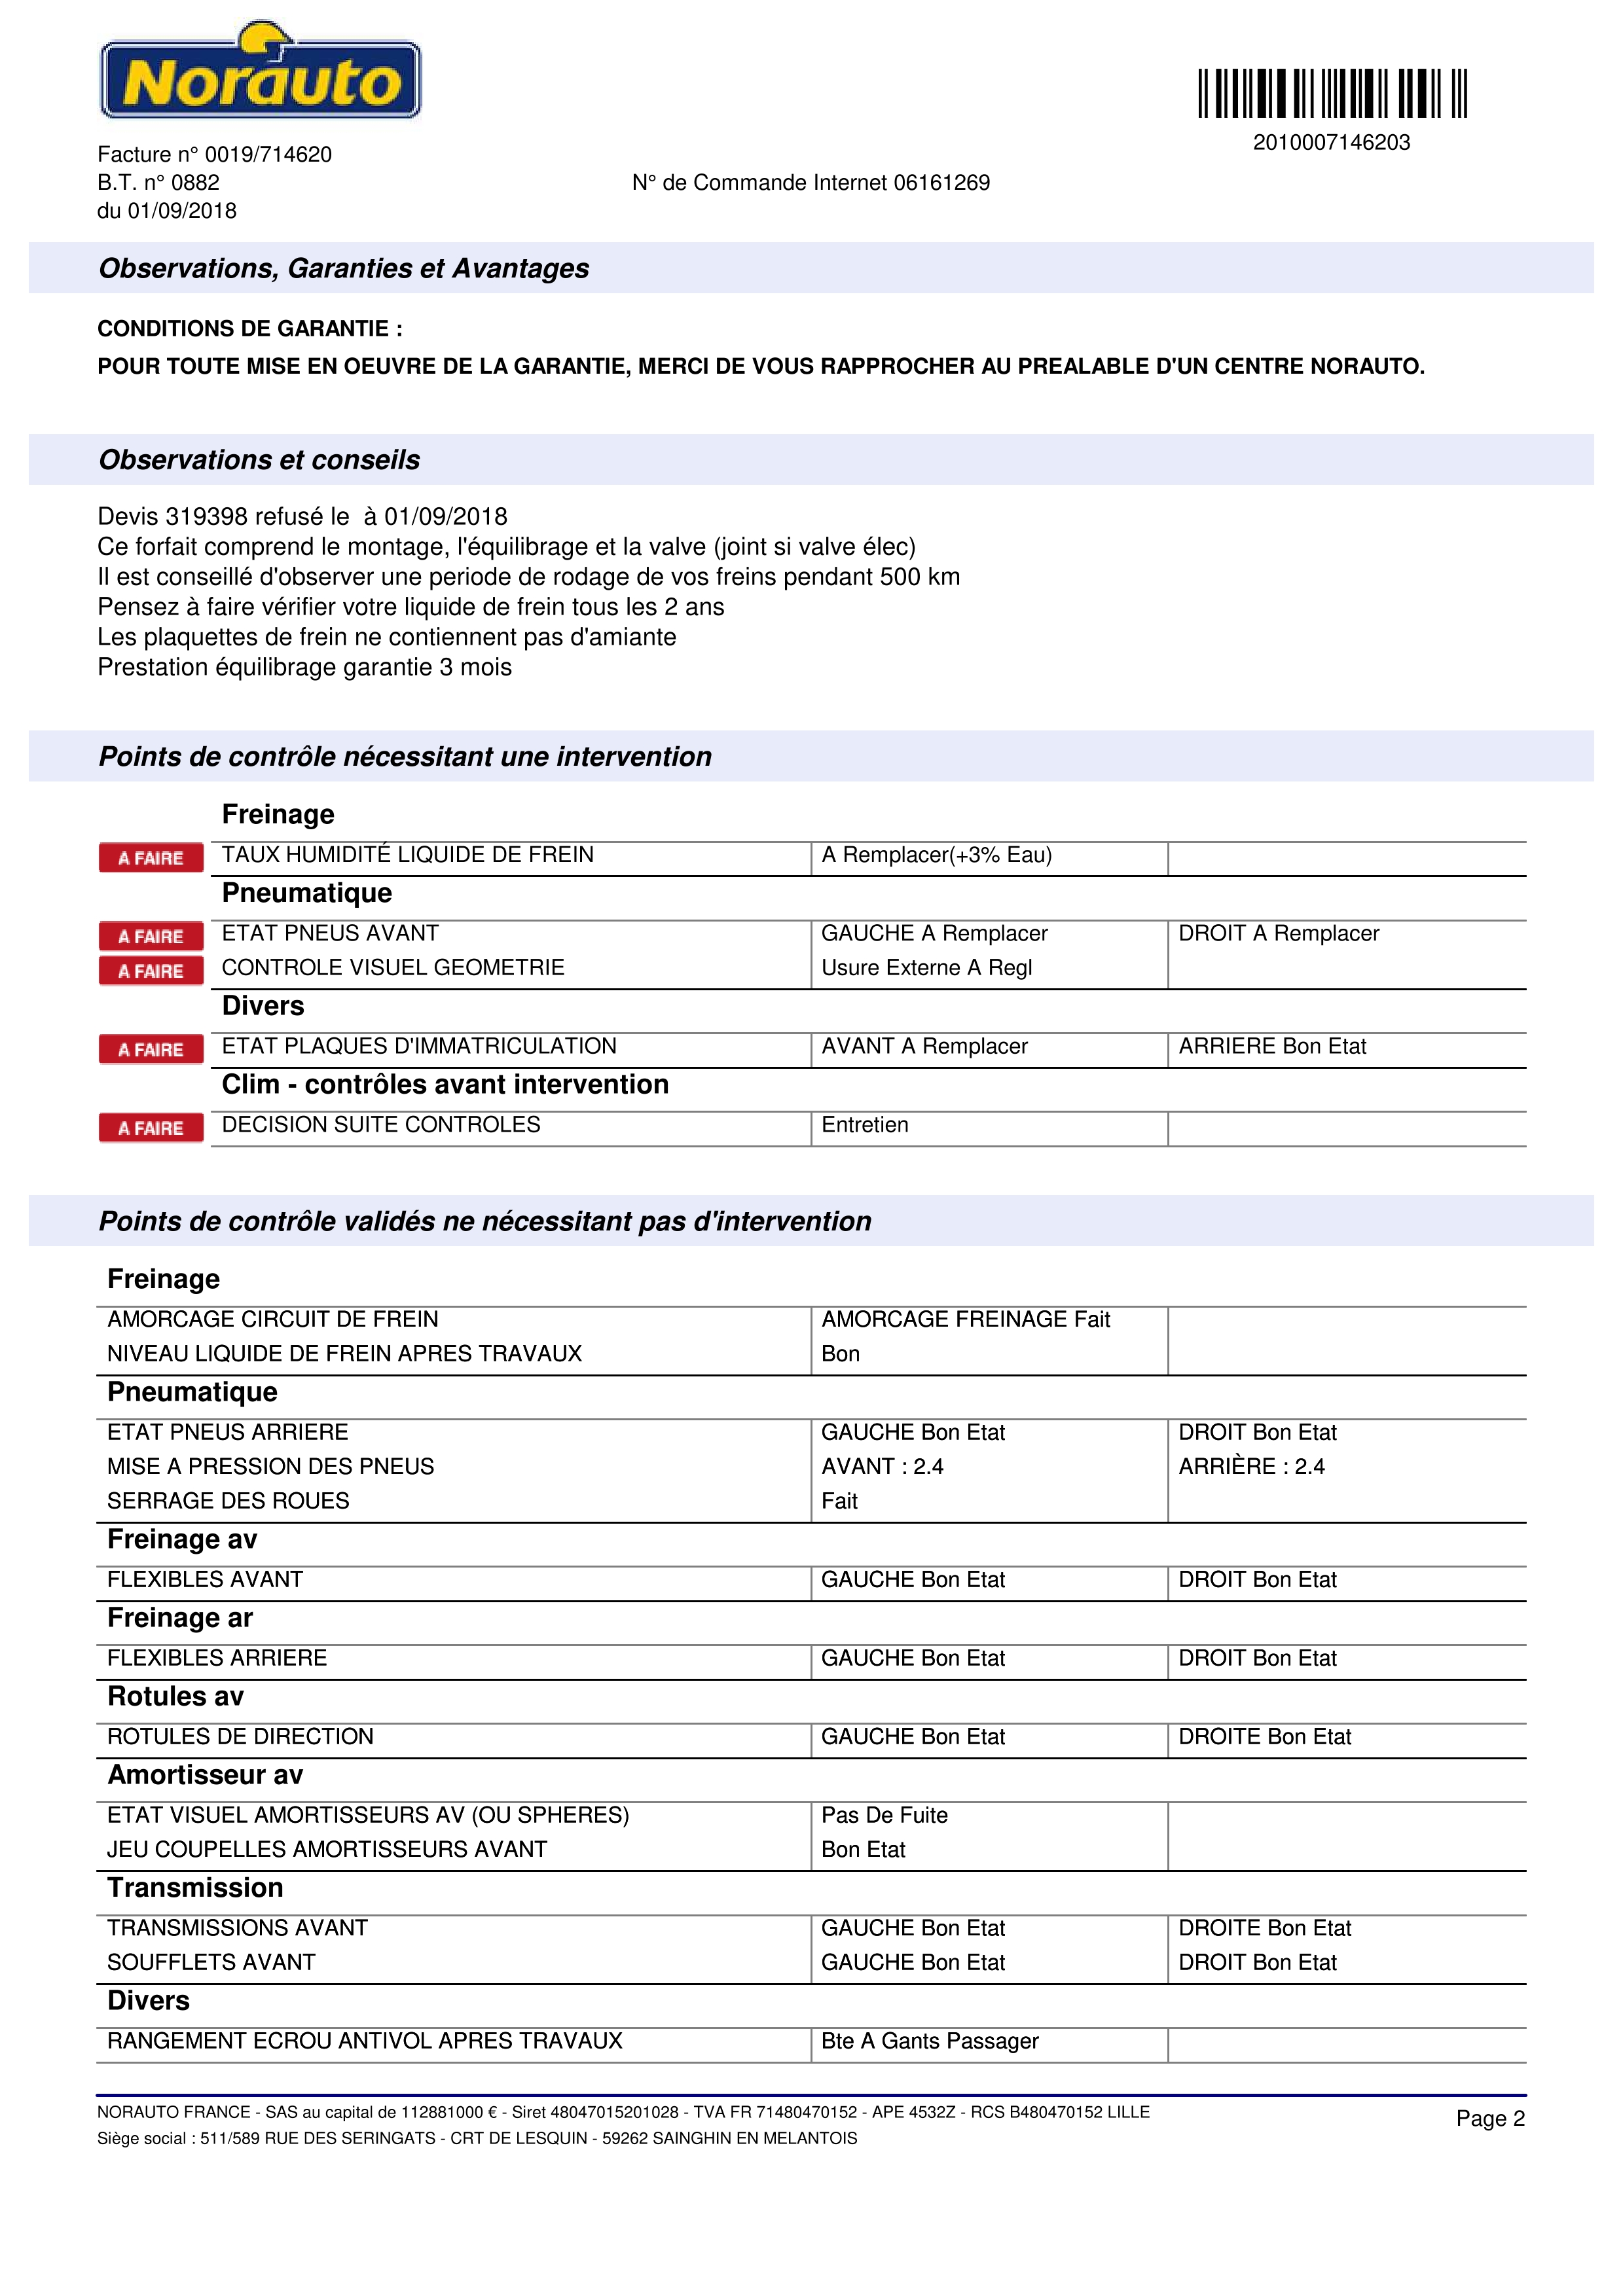 Norauto
2010007146203
Facture n° 0019/714620
B.T. n° 0882 N° de Commande Internet 06161269
du 01/09/2018
Observations, Garanties et Avantages
CONDITIONS DE GARANTIE :
POUR TOUTE MISE EN OEUVRE DE LA GARANTIE, MERCI DE VOUS RAPPROCHER AU PREALABLE D'UN CENTRE NORAUTO.
Observations et conseils
Devis 319398 refusé le  à 01/09/2018
Ce forfait comprend le montage, l'équilibrage et la valve (joint si valve élec)
Il est conseillé d'observer une periode de rodage de vos freins pendant 500 km
Pensez à faire vérifier votre liquide de frein tous les 2 ans
Les plaquettes de frein ne contiennent pas d'amiante
Prestation équilibrage garantie 3 mois
Points de contrôle nécessitant une intervention
Freinage
A FAIRE TAUX HUMIDITÉ LIQUIDE DE FREIN A Remplacer(+3% Eau)
Pneumatique
A FAIRE ETAT PNEUS AVANT GAUCHE A Remplacer DROIT A Remplacer
A FAIRE CONTROLE VISUEL GEOMETRIE Usure Externe A Regl
Divers
A FAIRE ETAT PLAQUES D'IMMATRICULATION AVANT A Remplacer ARRIERE Bon Etat
Clim - contrôles avant intervention
A FAIRE DECISION SUITE CONTROLES Entretien
Points de contrôle validés ne nécessitant pas d'intervention
Freinage
AMORCAGE CIRCUIT DE FREIN AMORCAGE FREINAGE Fait
NIVEAU LIQUIDE DE FREIN APRES TRAVAUX Bon
Pneumatique
ETAT PNEUS ARRIERE GAUCHE Bon Etat DROIT Bon Etat
MISE A PRESSION DES PNEUS AVANT : 2.4 ARRIÈRE : 2.4
SERRAGE DES ROUES Fait
Freinage av
FLEXIBLES AVANT GAUCHE Bon Etat DROIT Bon Etat
Freinage ar
FLEXIBLES ARRIERE GAUCHE Bon Etat DROIT Bon Etat
Rotules av
ROTULES DE DIRECTION GAUCHE Bon Etat DROITE Bon Etat
Amortisseur av
ETAT VISUEL AMORTISSEURS AV (OU SPHERES) Pas De Fuite
JEU COUPELLES AMORTISSEURS AVANT Bon Etat
Transmission
TRANSMISSIONS AVANT GAUCHE Bon Etat DROITE Bon Etat
SOUFFLETS AVANT GAUCHE Bon Etat DROIT Bon Etat
Divers
RANGEMENT ECROU ANTIVOL APRES TRAVAUX Bte A Gants Passager
NORAUTO FRANCE - SAS au capital de 112881000 € - Siret 48047015201028 - TVA FR 71480470152 - APE 4532Z - RCS B480470152 LILLE
Page 2
Siège social : 511/589 RUE DES SERINGATS - CRT DE LESQUIN - 59262 SAINGHIN EN MELANTOIS